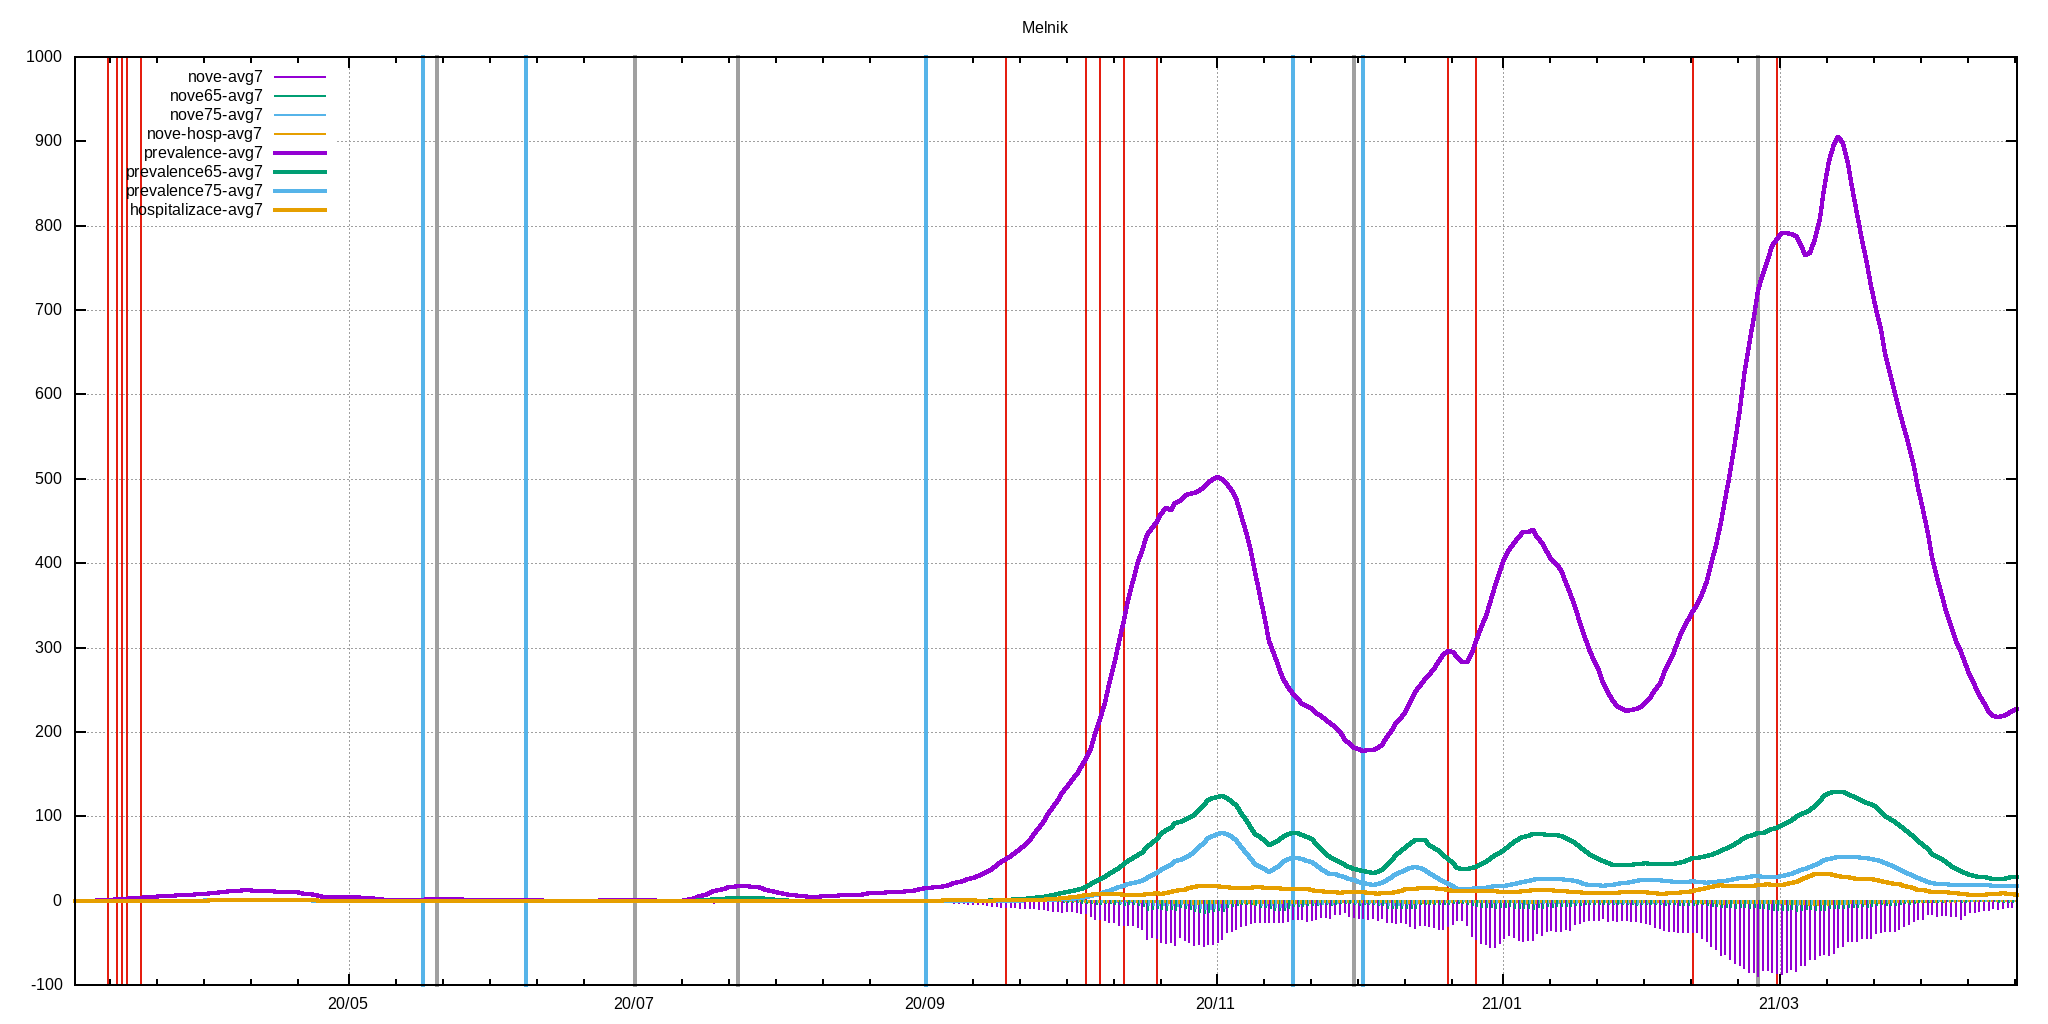 Melnik
1000
900
800
700
600
500
400
300
200
100
0
-100
nove-avg7
nove65-avg7
nove75-avg7
nove-hosp-avg7
prevalence-avg7
prevalence65-avg7
prevalence75-avg7
hospitalizace-avg7
20/05
20/07
20/09
20/11
21/01
21/03